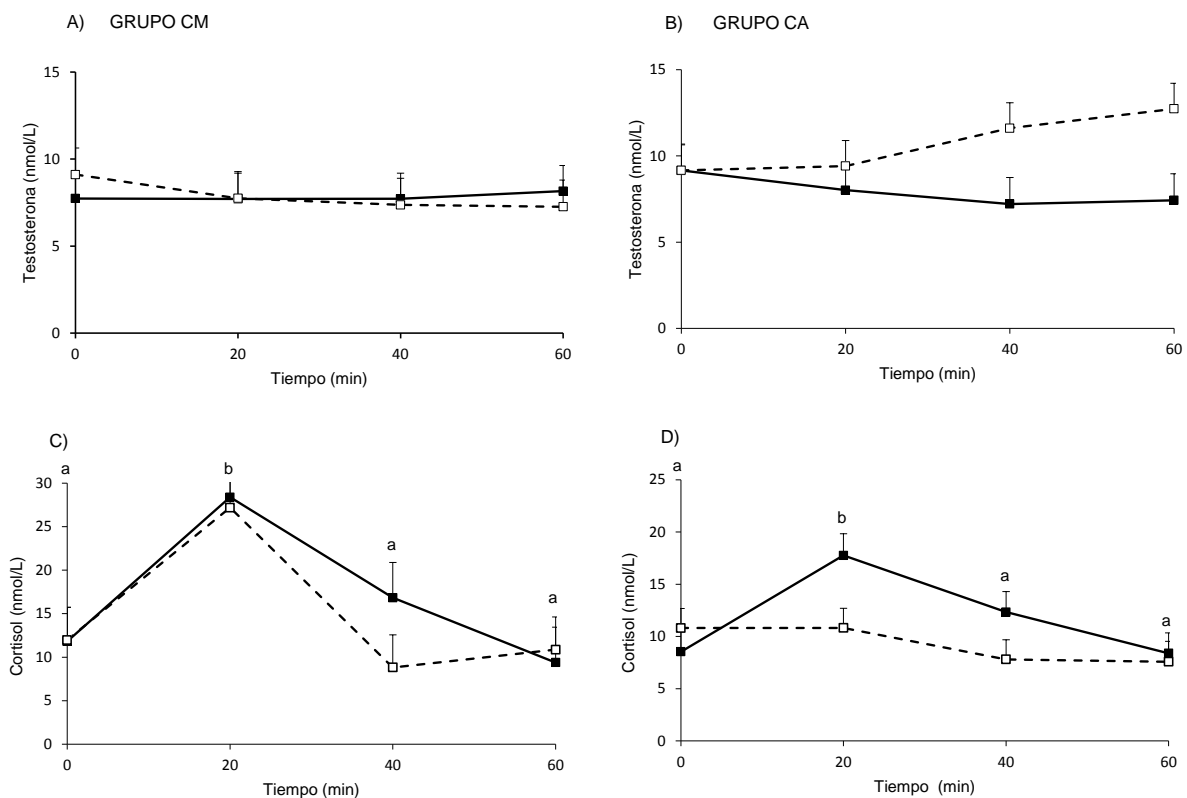 A) GRUPO CM
Testosterona (nmol/L)
15
10
5
0
0 20 40 60
Tiempo (min)
B) GRUPO CA
Testosterona (nmol/L)
15
10
5
0
0 20 40 60
Tiempo (min)
C)
a b a a
Cortisol (nmol/L)
30
25
20
15
10
5
0
0 20 40 60
Tiempo (min)
D)
a b a a
Cortisol (nmol/L)
25
20
15
10
5
0
0 20 40 60
Tiempo (min)